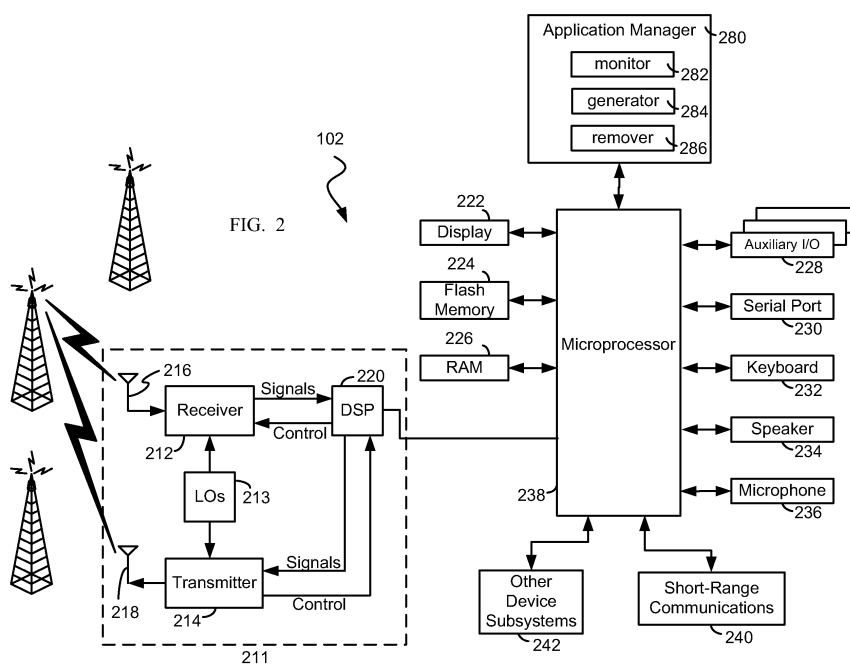 Application Manager
280
monitor
282
generator
284
remover
286
102
FIG. 2
222
Display
224
Flash
Memory
226
RAM
Microprocessor
238
Auxiliary I/O
228
Serial Port
230
Keyboard
232
Speaker
234
Microphone
236
216
Receiver
212
Signals
Control
220
DSP
LOs
213
218
Transmitter
214
Signals
Control
211
Other
Device
Subsystems
242
Short-Range
Communications
240